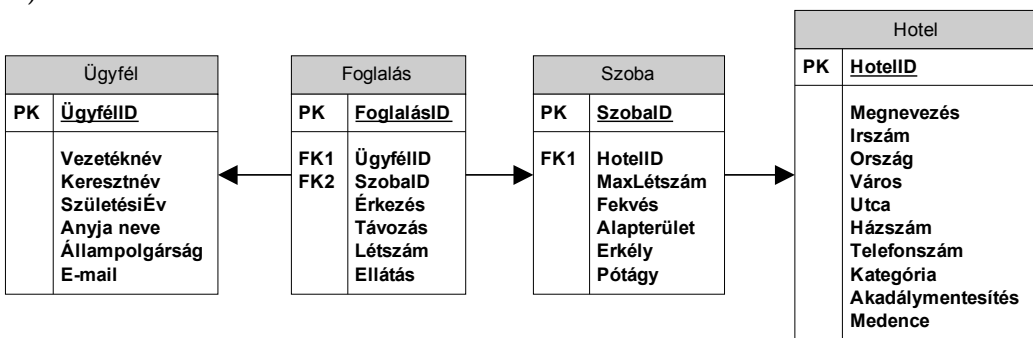 Ügyfél
PK ÜgyfélID
Vezetéknév
Keresztnév
SzületésiÉv
Anyja neve
Állampolgárság
E-mail
Foglalás
PK FoglalásID
FK1 ÜgyfélID
FK2 SzobaID
Érkezés
Távozás
Létszám
Ellátás
Szoba
PK SzobaID
FK1 HotelID
MaxLétszám
Fekvés
Alapterület
Erkély
Pótágy
Hotel
PK HotelID
Megnevezés
Irszám
Ország
Város
Utca
Házszám
Telefonszám
Kategória
Akadálymentesítés
Medence